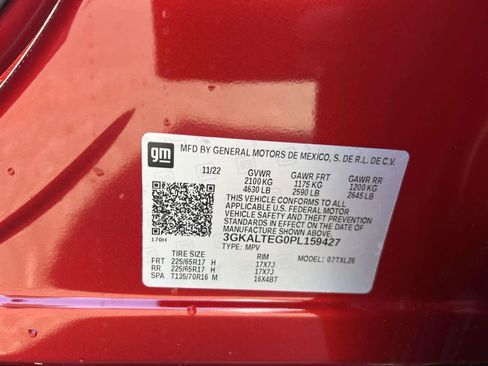 gm
MFD BY GENERAL MOTORS DE MEXICO, S. DE R.L. DE C.V.
11/22 GVWR GAWR FRT GAWR RR
2100 KG 1175 KG 1200 KG
4630 LB 2590 LB 2645 LB
THIS VEHICLE CONFORMS TO ALL
APPLICABLE U.S. FEDERAL MOTOR
VEHICLE SAFETY, BUMPER, AND
THEFT PREVENTION STANDARDS IN
EFFECT ON THE DATE OF
MANUFACTURE SHOWN ABOVE.
3GKALTEG0PL159427
170H
TYPE: MPV MODEL: 07TXL26
TIRE SIZE RIM
FRT 225/65R17 H 17X7J
RR 225/65R17 H 17X7J
SPA T135/70R16 M 16X4BT